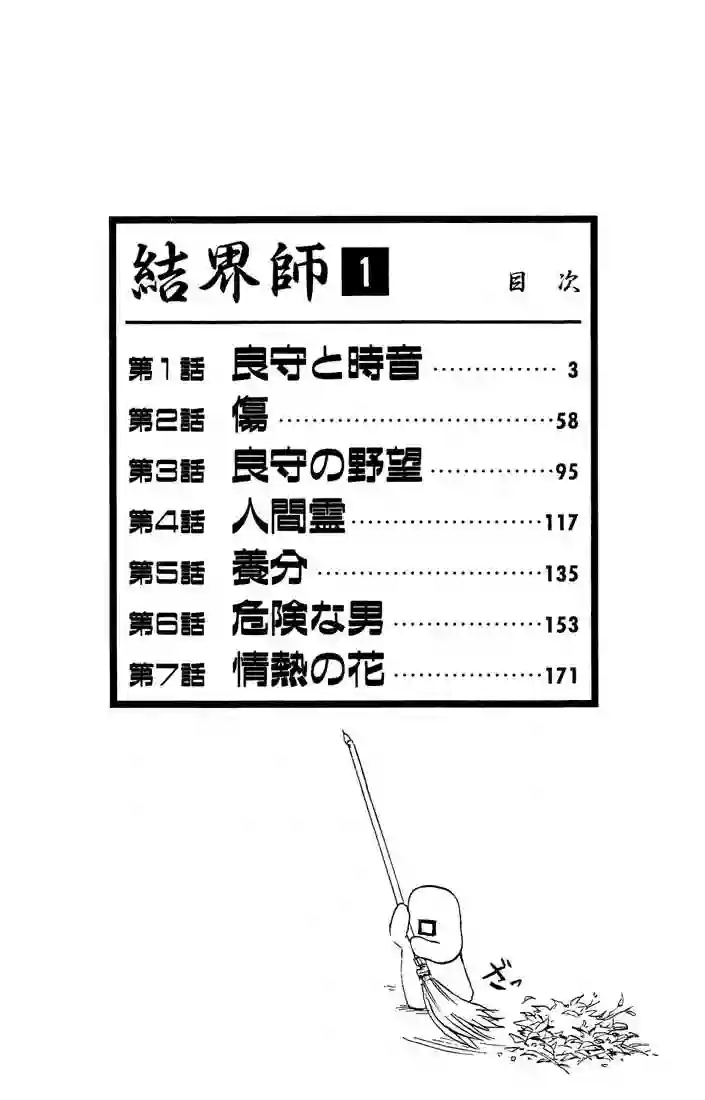 結界師 1 目次
第1話 良守と時音 …………… 3
第2話 傷 …………………………… 58
第3話 良守の野望 …………… 95
第4話 人間霊 …………………… 117
第5話 養分 ……………………… 135
第6話 危険な男 ……………… 153
第7話 情熱の花 ……………… 171
ざっ